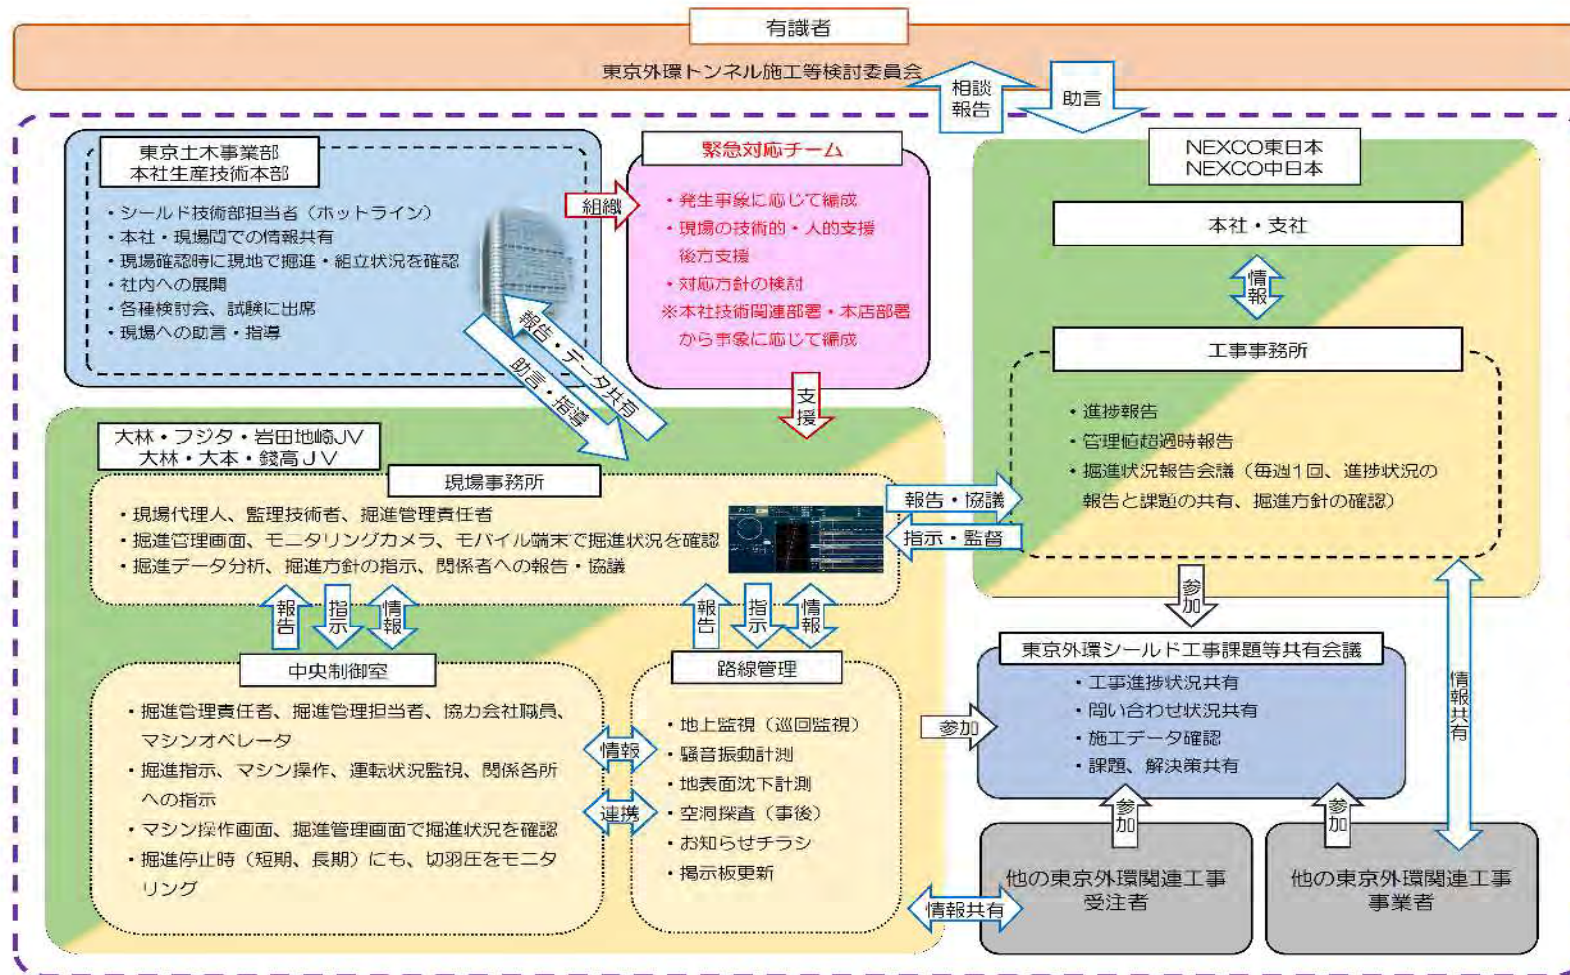 有識者
東京外環トンネル施工等検討委員会
相談
報告
助言
東京土木事業部
本社生産技術本部
・シールド技術部担当者（ホットライン）
・本社・現場間での情報共有
・現場確認時に現地で掘進・組立状況を確認
・社内への展開
・各種検討会、試験に出席
・現場への助言・指導
組織
緊急対応チーム
・発生事象に応じて編成
・現場の技術的・人的支援
後方支援
・対応方針の検討
※本社技術関連部署・本店部署
から事象に応じて編成
報告・データ共有
助言・指導
支援
NEXCO東日本
NEXCO中日本
本社・支社
情報
工事事務所
・進捗報告
・管理値超過時報告
・掘進状況報告会議（毎週1回、進捗状況の
報告と課題の共有、掘進方針の確認）
大林・フジタ・岩田地崎JV
大林・大本・錢高JV
現場事務所
・現場代理人、監理技術者、掘進管理責任者
・掘進管理画面、モニタリングカメラ、モバイル端末で掘進状況を確認
・掘進データ分析、掘進方針の指示、関係者への報告・協議
報告・協議
指示・監督
報告
指示
情報
報告
指示
情報
参加
中央制御室
・掘進管理責任者、掘進管理担当者、協力会社職員、
マシンオペレータ
・掘進指示、マシン操作、運転状況監視、関係各所
への指示
・マシン操作画面、掘進管理画面で掘進状況を確認
・掘進停止時（短期、長期）にも、切羽圧をモニタ
リング
情報
連携
路線管理
・地上監視（巡回監視）
・騒音振動計測
・地表面沈下計測
・空洞探査（事後）
・お知らせチラシ
・掲示板更新
参加
東京外環シールド工事課題等共有会議
・工事進捗状況共有
・問い合わせ状況共有
・施工データ確認
・課題、解決策共有
情報共有
参加
参加
情報共有
他の東京外環関連工事
受注者
他の東京外環関連工事
事業者